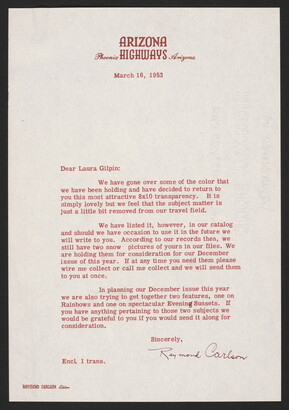 ARIZONA
Phoenix HIGHWAYS Arizona
March 16, 1953
Dear Laura Gilpin:
We have gone over some of the color that
we have been holding and have decided to return to
you this most attractive 8x10 transparency. It is
simply lovely but we feel that the subject matter is
just a little bit removed from our travel field.
We have listed it, however, in our catalog
and should we have occasion to use it in the future we
will write to you. According to our records then, we
still have two snow pictures of yours in our files. We
are holding them for consideration for our December
issue of this year. If at any time you need them please
wire me collect or call me collect and we will send them
to you at once.
In planning our December issue this year
we are also trying to get together two features, one on
Rainbows and one on spectacular Evening Sunsets. If
you have anything pertaining to those two subjects we
would be grateful to you if you would send it along for
consideration.
Sincerely,
Raymond Carlson
Encl. 1 trans.
RAYMOND CARLSON Editor